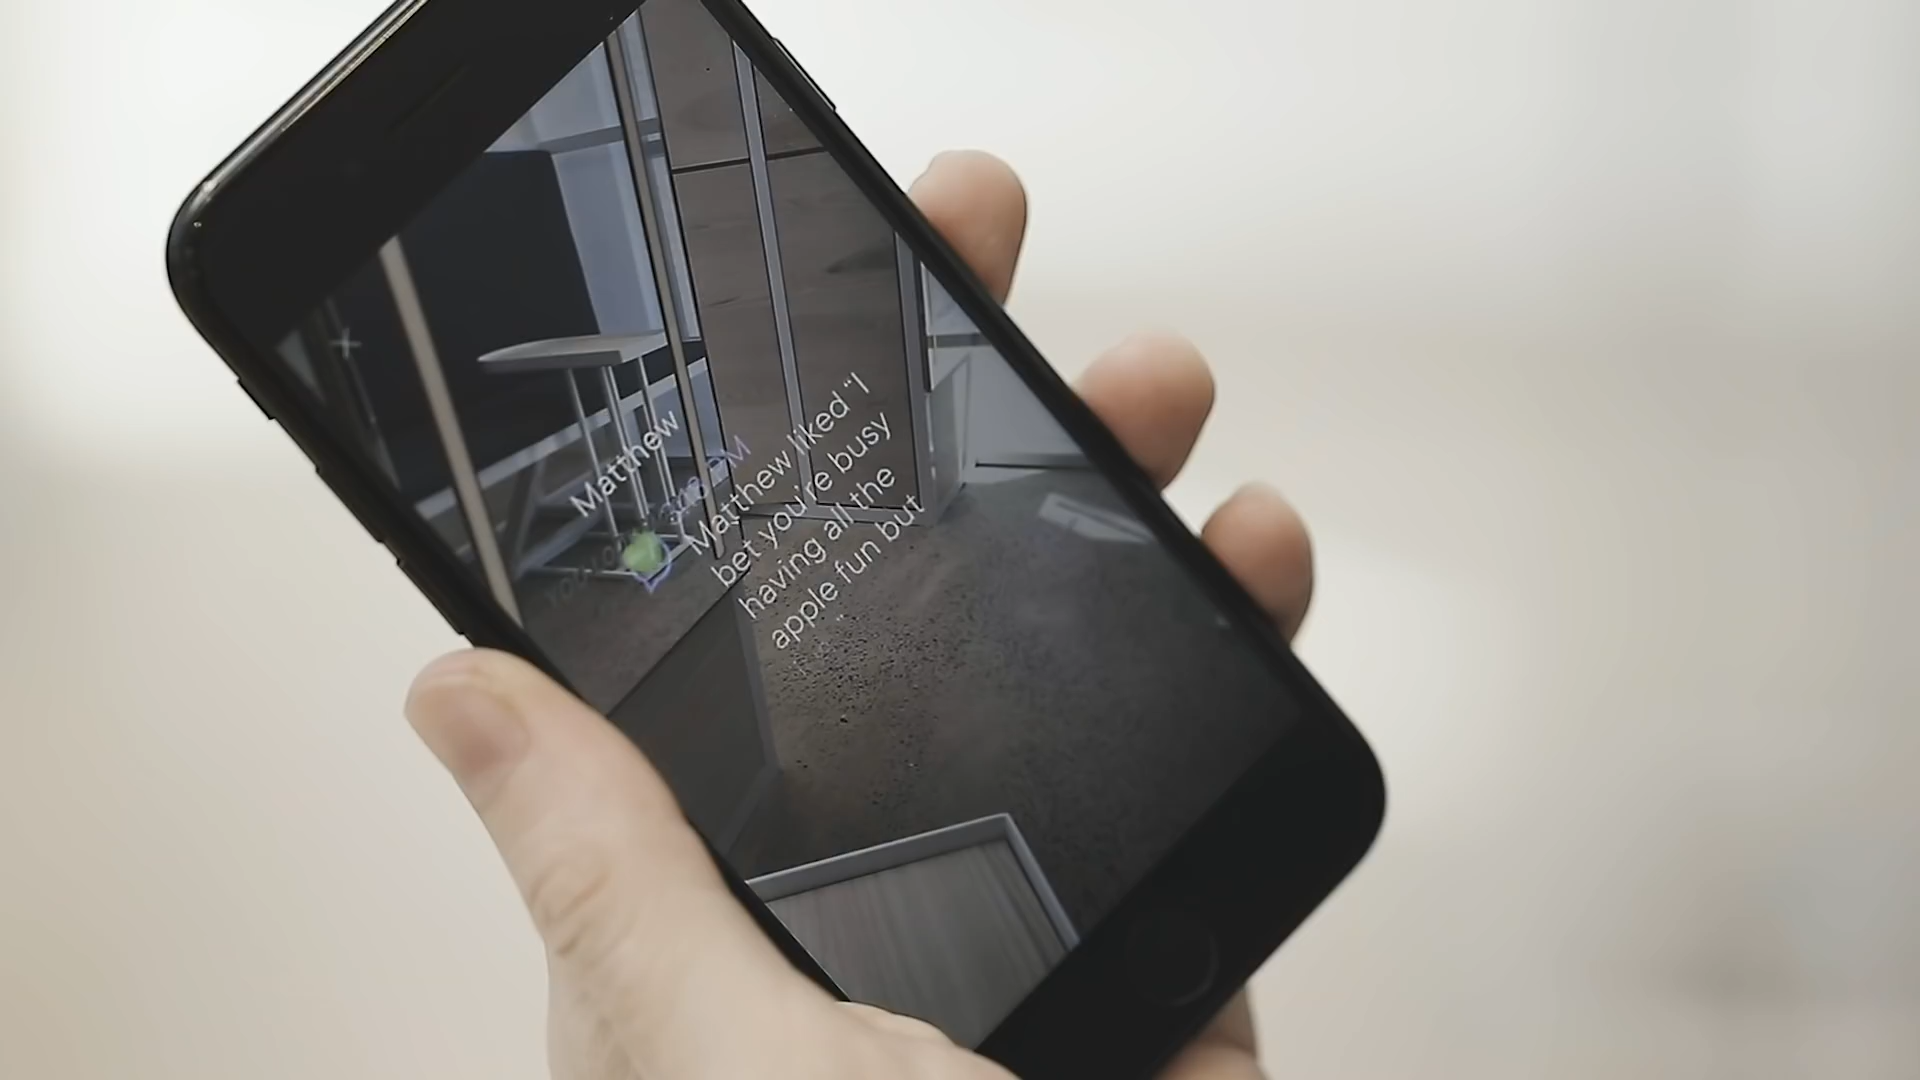 Matthew
Matthew liked “I
bet you're busy
having all the
apple fun but